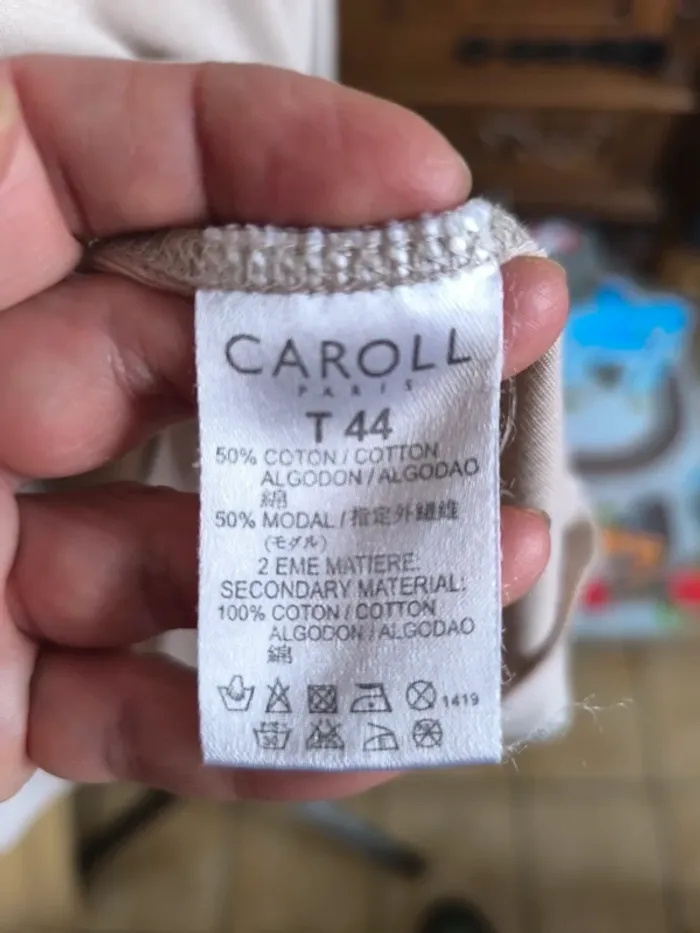 CAROLL
PARIS
T 44
50% COTON / COTTON
ALGODON / ALGODAO
綿
50% MODAL / 指定外繊維
(モダル)
2 EME MATIERE:
SECONDARY MATERIAL:
100% COTON / COTTON
ALGODON / ALGODAO
綿
1419
30